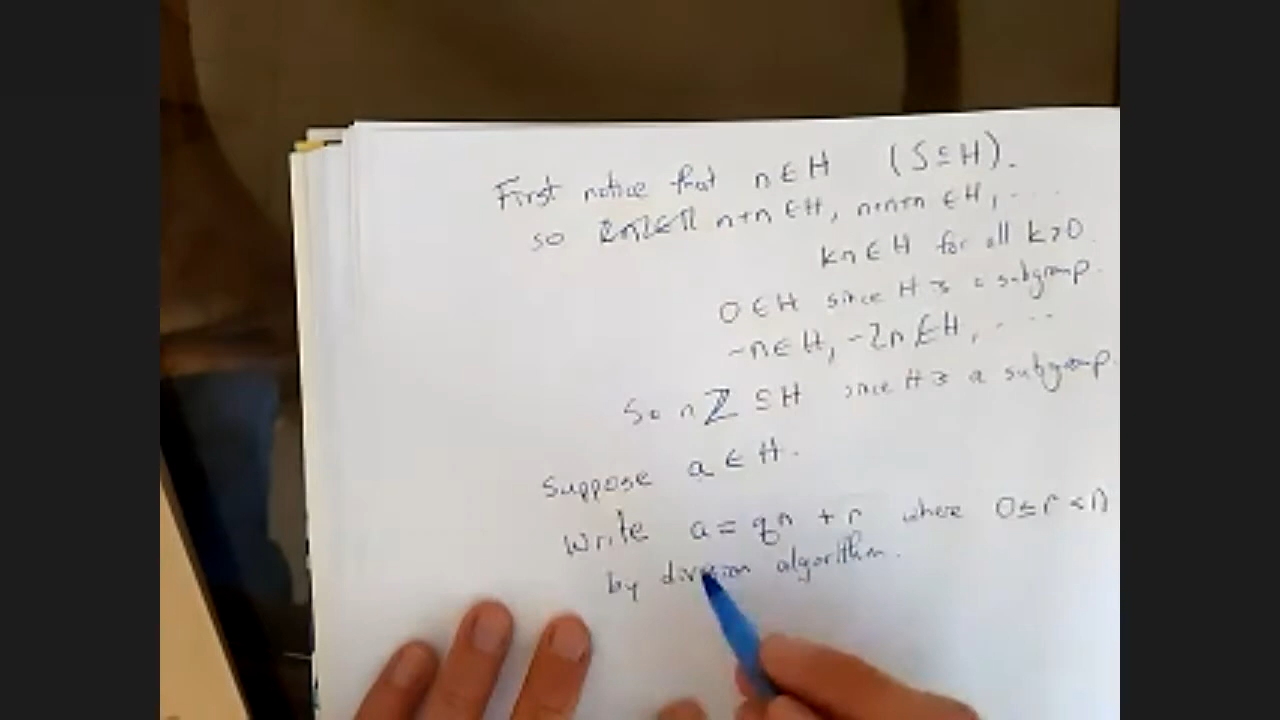 First notice that n ∈ H (S ⊆ H).
so n+n ∈ H, n+n+n ∈ H, ....
kn ∈ H for all k>0.
0 ∈ H since H is a subgroup.
-n ∈ H, -2n ∈ H, ....
So nℤ ⊆ H since H is a subgroup.
Suppose a ∈ H.
Write a = qn + r where 0 ≤ r < n
by division algorithm.